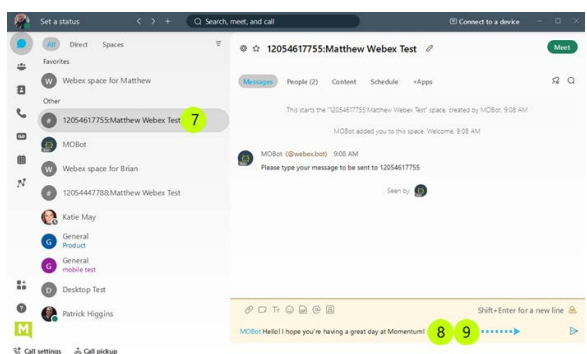 Set a status
Search, meet, and call
Connect to a device
All Direct Spaces
Favorites
W Webex space for Matthew
Other
# 12054617755:Matthew Webex Test 7
MOBot
W Webex space for Brian
# 12054447788:Matthew Webex Test
Katie May
G General
Product
G General
mobile test
D Desktop Test
Patrick Higgins
M
Call settings Call pickup
12054617755:Matthew Webex Test
Meet
Messages People (2) Content Schedule +Apps
This starts the "12054617755:Matthew Webex Test" space, created by MOBot. 9:08 AM
MOBot added you to this space. Welcome. 9:08 AM
MOBot (@webex.bot) 9:08 AM
Please type your message to be sent to 12054617755
Seen by
Shift+Enter for a new line
MOBot Hello! I hope you're having a great day at Momentum! 8 9